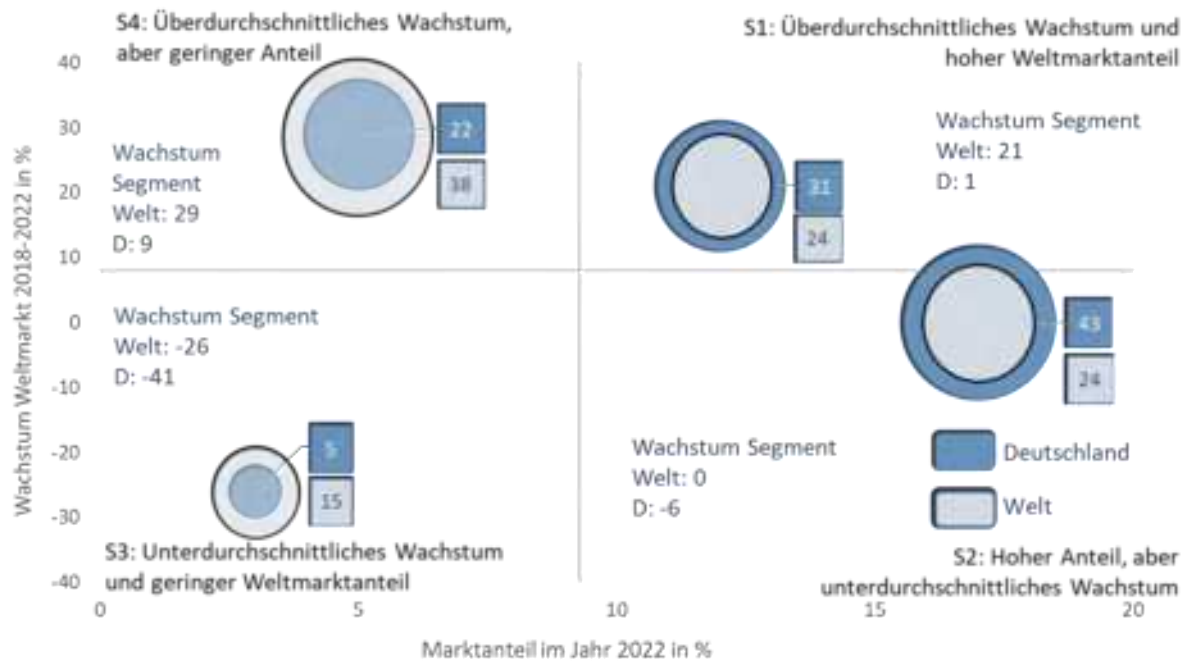 S4: Überdurchschnittliches Wachstum,
aber geringer Anteil
S1: Überdurchschnittliches Wachstum und
hoher Weltmarktanteil
Wachstum Weltmarkt 2018-2022 in %
40
30
20
10
0
-10
-20
-30
-40
Wachstum
Segment
Welt: 29
D: 9
22
38
31
24
Wachstum Segment
Welt: 21
D: 1
Wachstum Segment
Welt: -26
D: -41
43
24
5
15
Wachstum Segment
Welt: 0
D: -6
Deutschland
Welt
S3: Unterdurchschnittliches Wachstum
und geringer Weltmarktanteil
S2: Hoher Anteil, aber
unterdurchschnittliches Wachstum
0
5
10
15
20
Marktanteil im Jahr 2022 in %